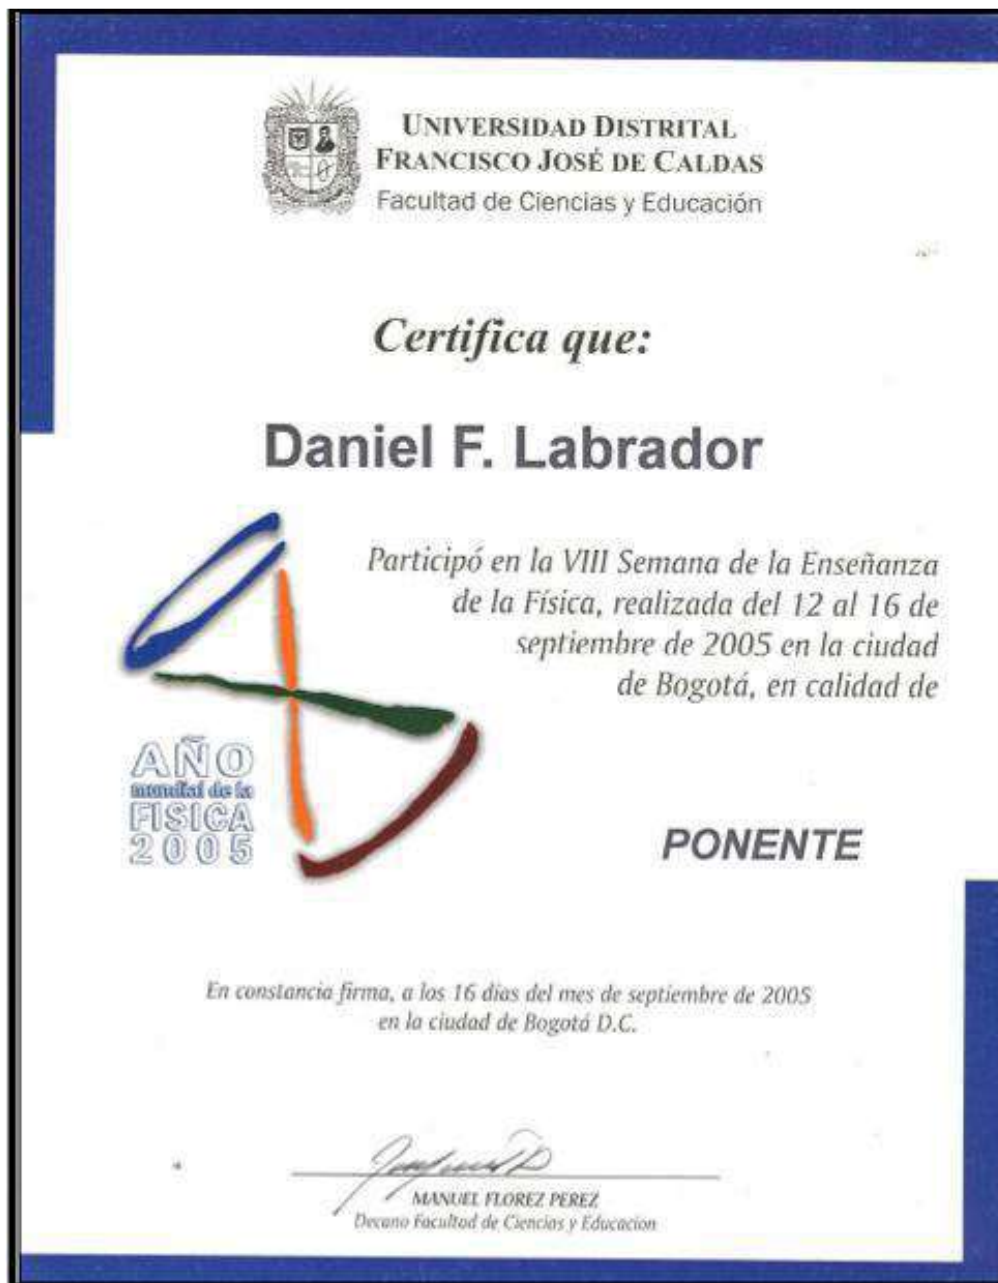 UNIVERSIDAD DISTRITAL
FRANCISCO JOSÉ DE CALDAS
Facultad de Ciencias y Educación
Certifica que:
Daniel F. Labrador
Participó en la VIII Semana de la Enseñanza
de la Física, realizada del 12 al 16 de
septiembre de 2005 en la ciudad
de Bogotá, en calidad de
AÑO
mundial de la
FISICA
2005
PONENTE
En constancia firma, a los 16 dias del mes de septiembre de 2005
en la ciudad de Bogotá D.C.
MANUEL FLOREZ PEREZ
Decano Facultad de Ciencias y Educacion